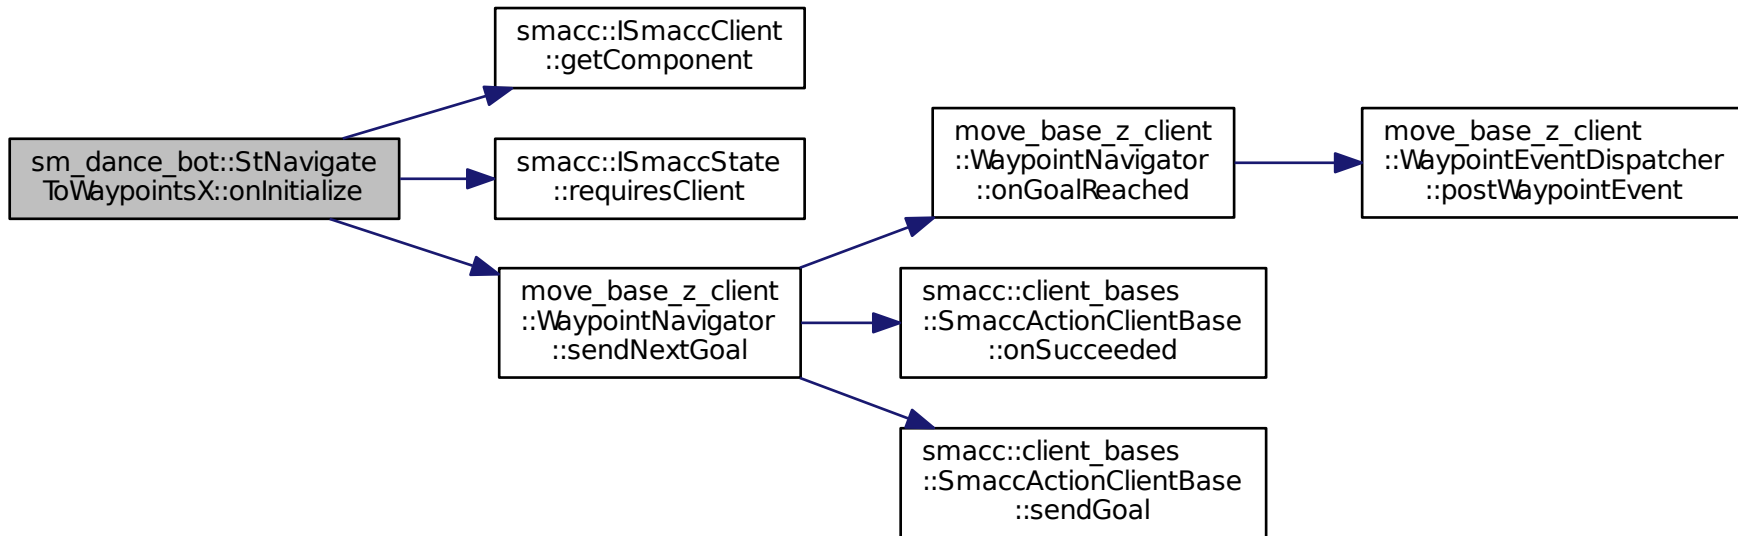 smacc::ISmaccClient
::getComponent
sm_dance_bot::StNavigate
ToWaypointsX::onInitialize
smacc::ISmaccState
::requiresClient
move_base_z_client
::WaypointNavigator
::sendNextGoal
move_base_z_client
::WaypointNavigator
::onGoalReached
move_base_z_client
::WaypointEventDispatcher
::postWaypointEvent
smacc::client_bases
::SmaccActionClientBase
::onSucceeded
smacc::client_bases
::SmaccActionClientBase
::sendGoal